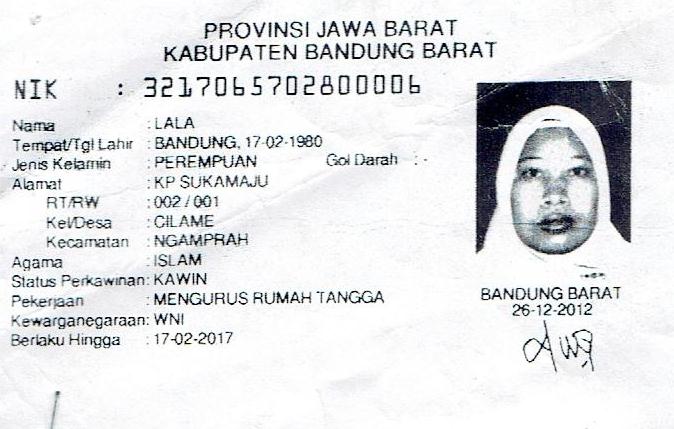 PROVINSI JAWA BARAT
KABUPATEN BANDUNG BARAT
NIK : 3217065702800006
Nama : LALA
Tempat/Tgl Lahir : BANDUNG, 17-02-1980
Jenis Kelamin : PEREMPUAN Gol Darah : -
Alamat : KP SUKAMAJU
RT/RW : 002 / 001
Kel/Desa : CILAME
Kecamatan : NGAMPRAH
Agama : ISLAM
Status Perkawinan: KAWIN
Pekerjaan : MENGURUS RUMAH TANGGA
Kewarganegaraan: WNI
Berlaku Hingga : 17-02-2017
BANDUNG BARAT
26-12-2012